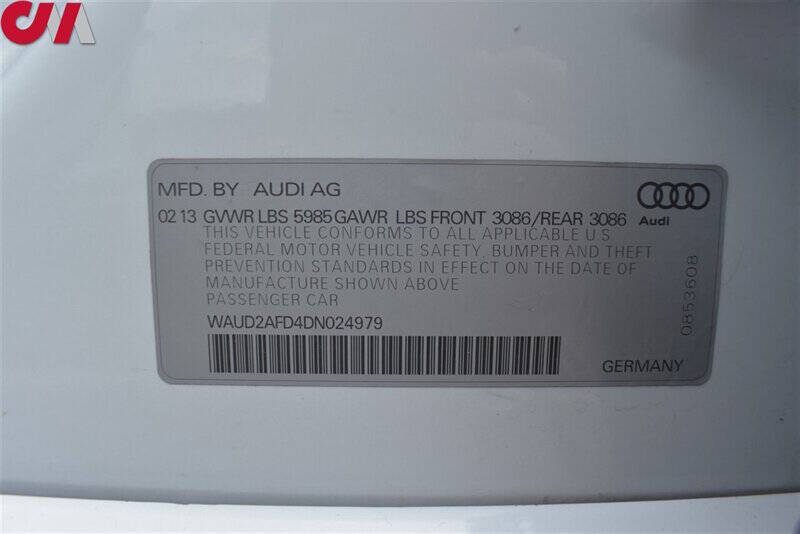 CM
MFD. BY AUDI AG
02 13 GVWR LBS 5985 GAWR LBS FRONT 3086/REAR 3086
Audi
THIS VEHICLE CONFORMS TO ALL APPLICABLE U S
FEDERAL MOTOR VEHICLE SAFETY, BUMPER AND THEFT
PREVENTION STANDARDS IN EFFECT ON THE DATE OF
MANUFACTURE SHOWN ABOVE
PASSENGER CAR
0853608
WAUD2AFD4DN024979
GERMANY